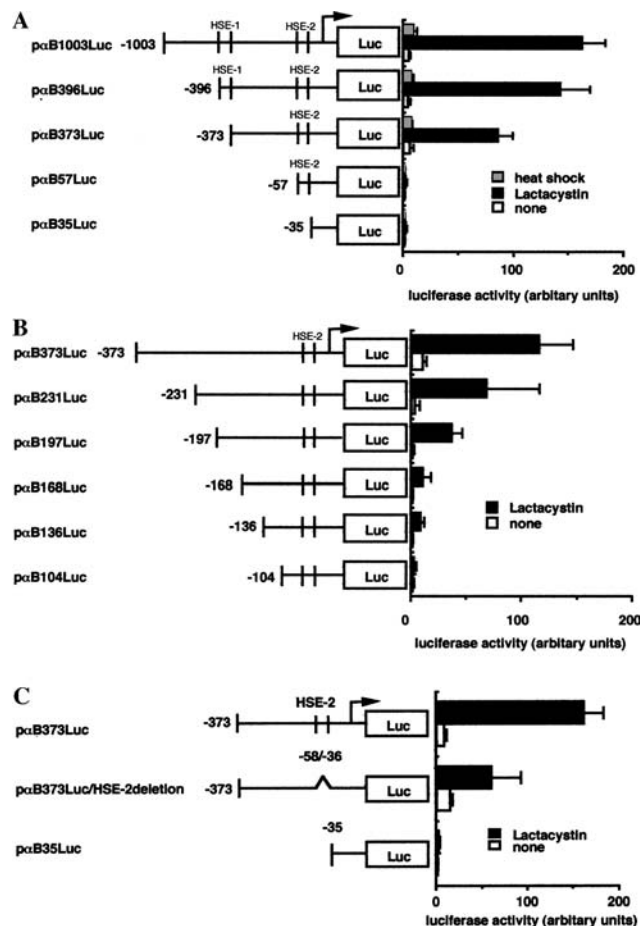 A
HSE-1 HSE-2
pαB1003Luc -1003 Luc
HSE-1 HSE-2
pαB396Luc -396 Luc
HSE-2
pαB373Luc -373 Luc
HSE-2
pαB57Luc -57 Luc
pαB35Luc -35 Luc
heat shock
Lactacystin
none
0 100 200
luciferase activity (arbitary units)
B
HSE-2
pαB373Luc -373 Luc
pαB231Luc -231 Luc
pαB197Luc -197 Luc
pαB168Luc -168 Luc
pαB136Luc -136 Luc
pαB104Luc -104 Luc
Lactacystin
none
0 100 200
luciferase activity (arbitary units)
C
HSE-2
pαB373Luc -373 Luc
-58/-36
pαB373Luc/HSE-2deletion -373 Luc
-35
pαB35Luc Luc
Lactacystin
none
0 100 200
luciferase activity (arbitary units)